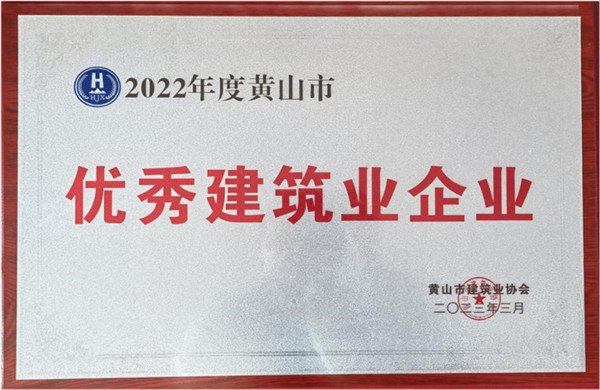 H
HJX
2022年度黄山市
优秀建筑业企业
黄山市建筑业协会
二〇二三年三月